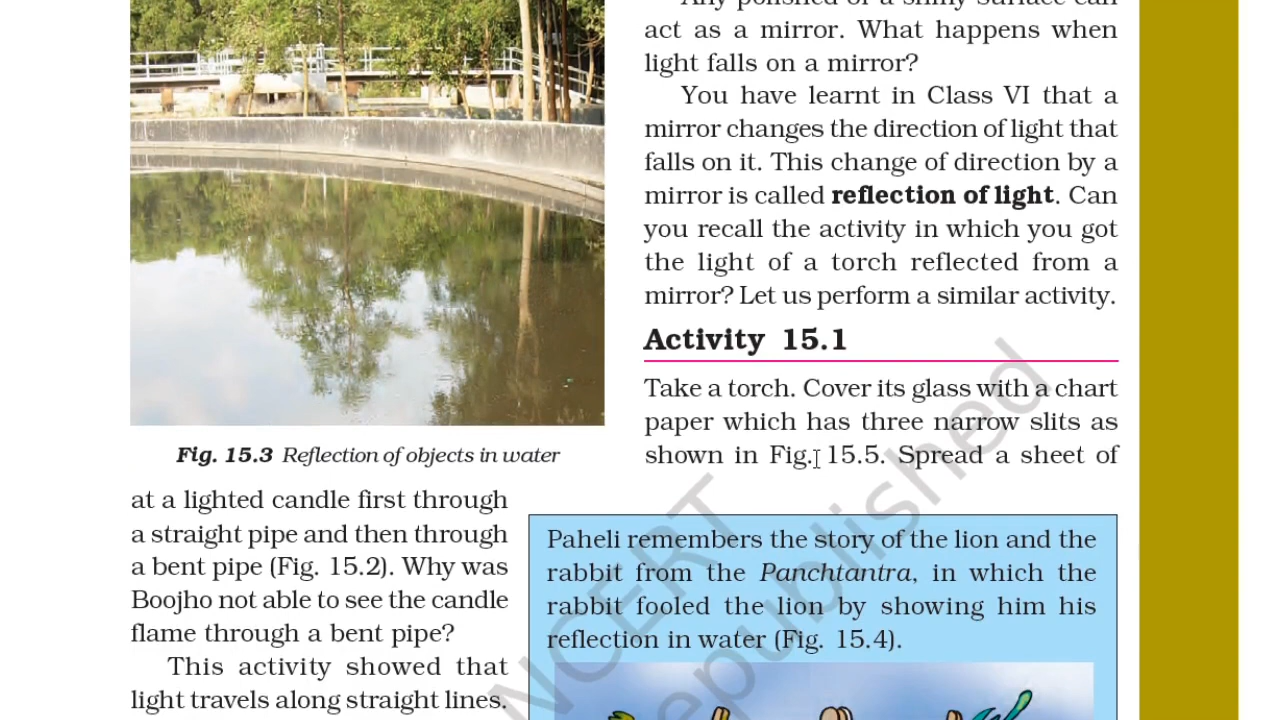 act as a mirror. What happens when
light falls on a mirror?
You have learnt in Class VI that a
mirror changes the direction of light that
falls on it. This change of direction by a
mirror is called reflection of light. Can
you recall the activity in which you got
the light of a torch reflected from a
mirror? Let us perform a similar activity.
Activity 15.1
Take a torch. Cover its glass with a chart
paper which has three narrow slits as
shown in Fig. 15.5. Spread a sheet of
Fig. 15.3 Reflection of objects in water
at a lighted candle first through
a straight pipe and then through
a bent pipe (Fig. 15.2). Why was
Boojho not able to see the candle
flame through a bent pipe?
This activity showed that
light travels along straight lines.
Paheli remembers the story of the lion and the
rabbit from the Panchtantra, in which the
rabbit fooled the lion by showing him his
reflection in water (Fig. 15.4).
NCERT
republished